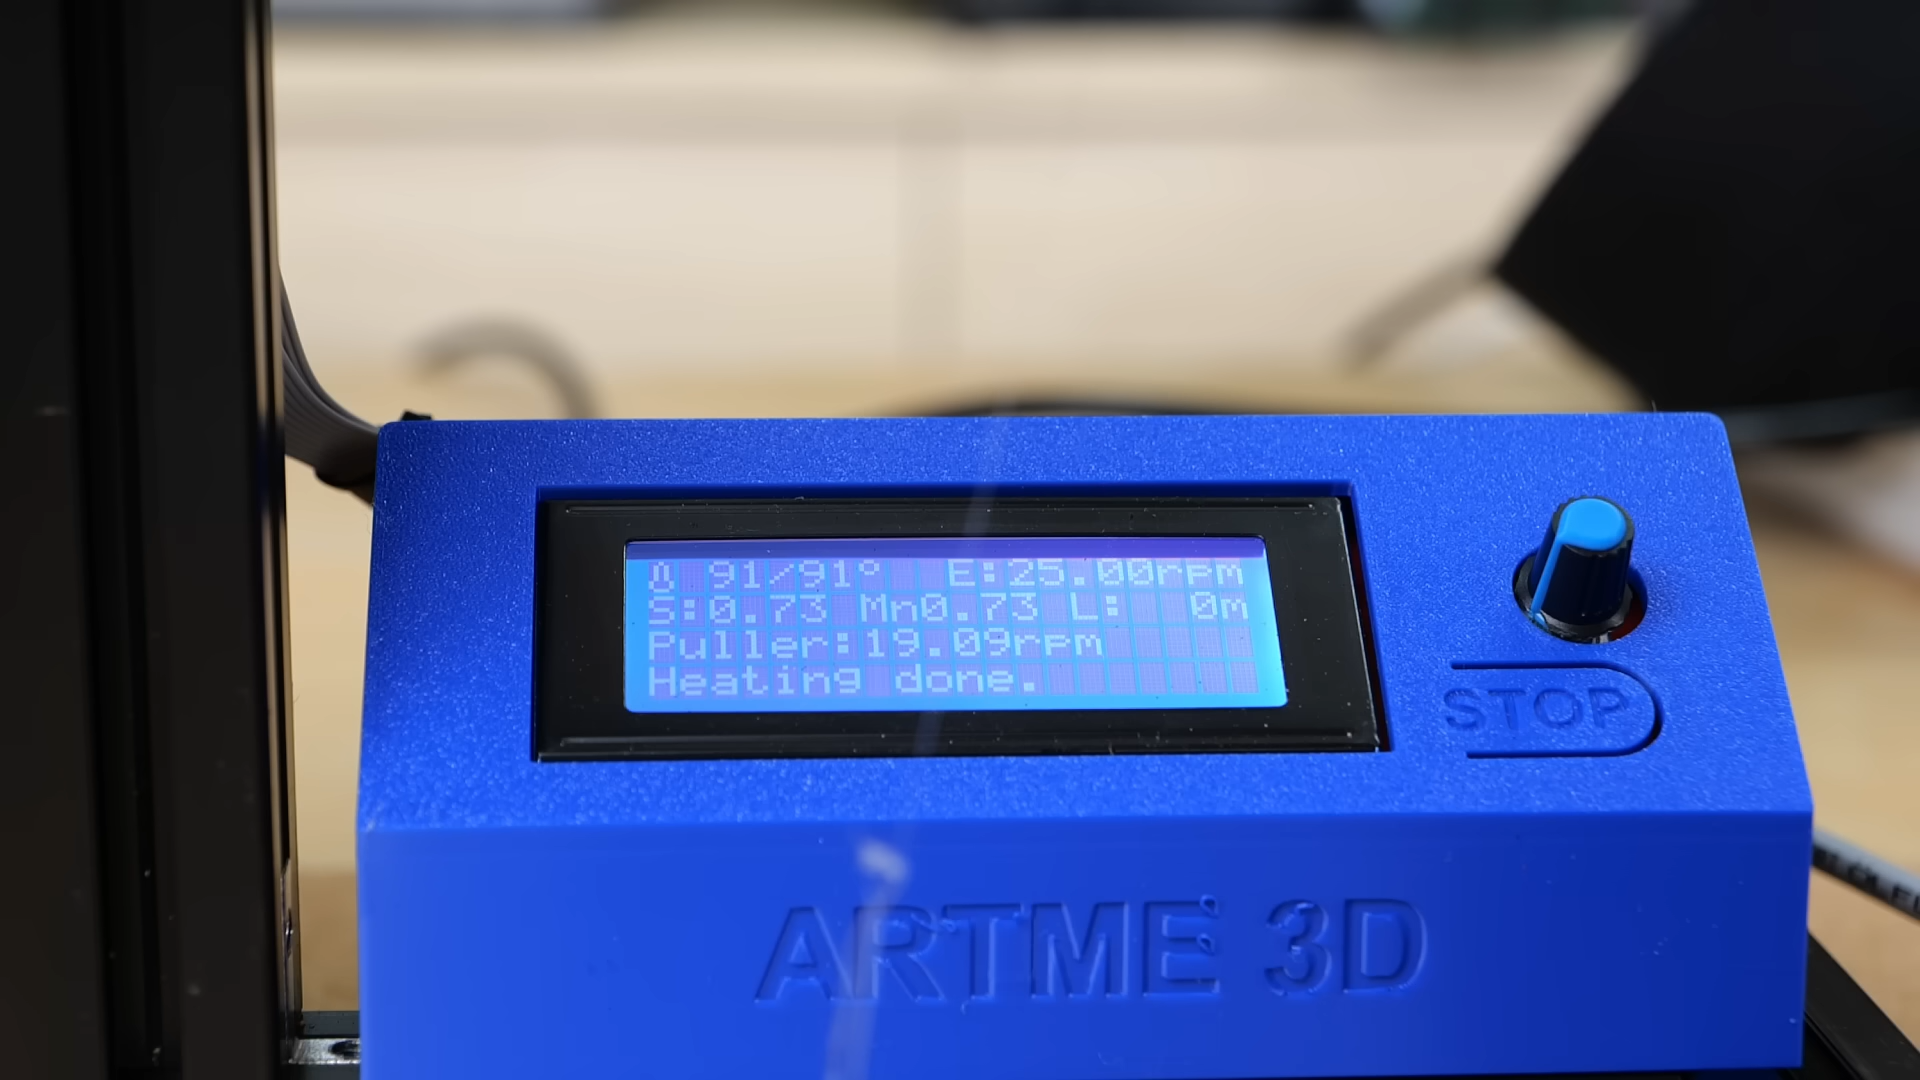 91/91° E:25.00rpm
S:0.73 Mn0.73 L: 0m
Puller:19.09rpm
Heating done.
STOP
ARTME 3D